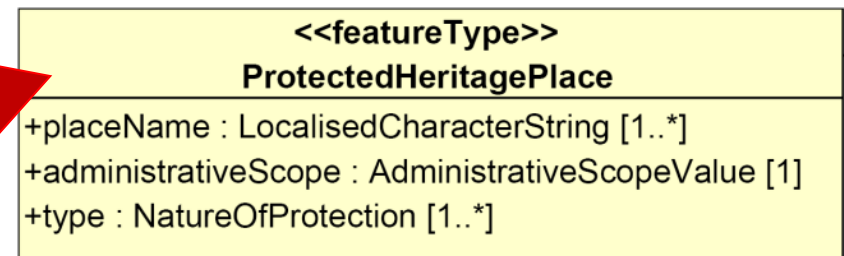 <<featureType>>
ProtectedHeritagePlace
+placeName : LocalisedCharacterString [1..*]
+administrativeScope : AdministrativeScopeValue [1]
+type : NatureOfProtection [1..*]